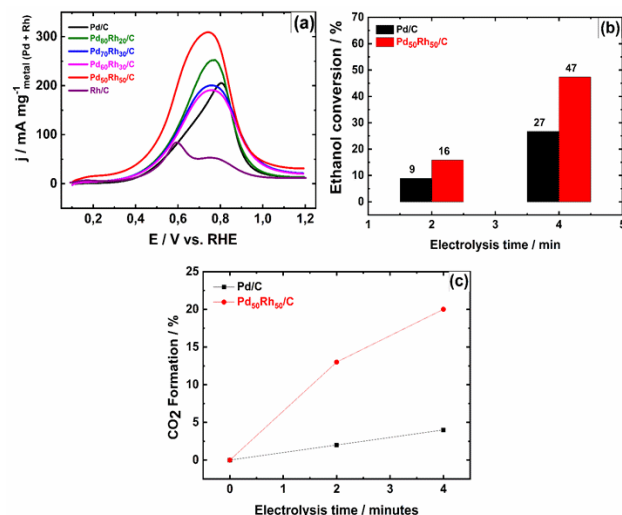 (a)
Pd/C
Pd80Rh20/C
Pd70Rh30/C
Pd50Rh50/C
Rh/C
300
200
100
0
0,2 0,4 0,6 0,8 1,0 1,2
E / V vs. RHE
j / mA mg-1 metal (Pd + Rh)
(b)
Pd/C
Pd50Rh50/C
60
50
40
30
20
10
0
9
16
27
47
1 2 3 4 5
Electrolysis time / min
Ethanol conversion / %
(c)
Pd/C
Pd50Rh50/C
25
20
15
10
5
0
0 2 4
Electrolysis time / minutes
CO2 Formation / %